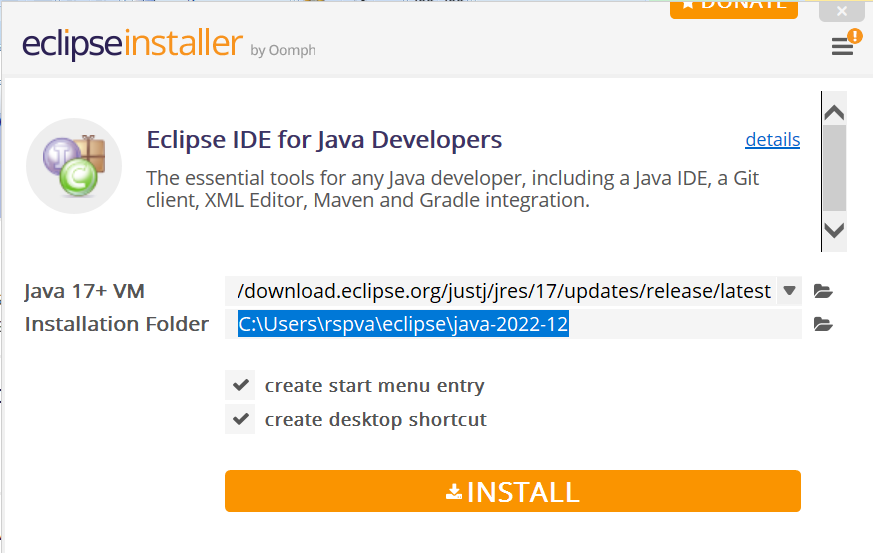 DONATE
eclipseinstaller by Oomph
!
Eclipse IDE for Java Developers
details
The essential tools for any Java developer, including a Java IDE, a Git
client, XML Editor, Maven and Gradle integration.
Java 17+ VM /download.eclipse.org/justj/jres/17/updates/release/latest
Installation Folder C:\Users\rspva\eclipse\java-2022-12
create start menu entry
create desktop shortcut
INSTALL